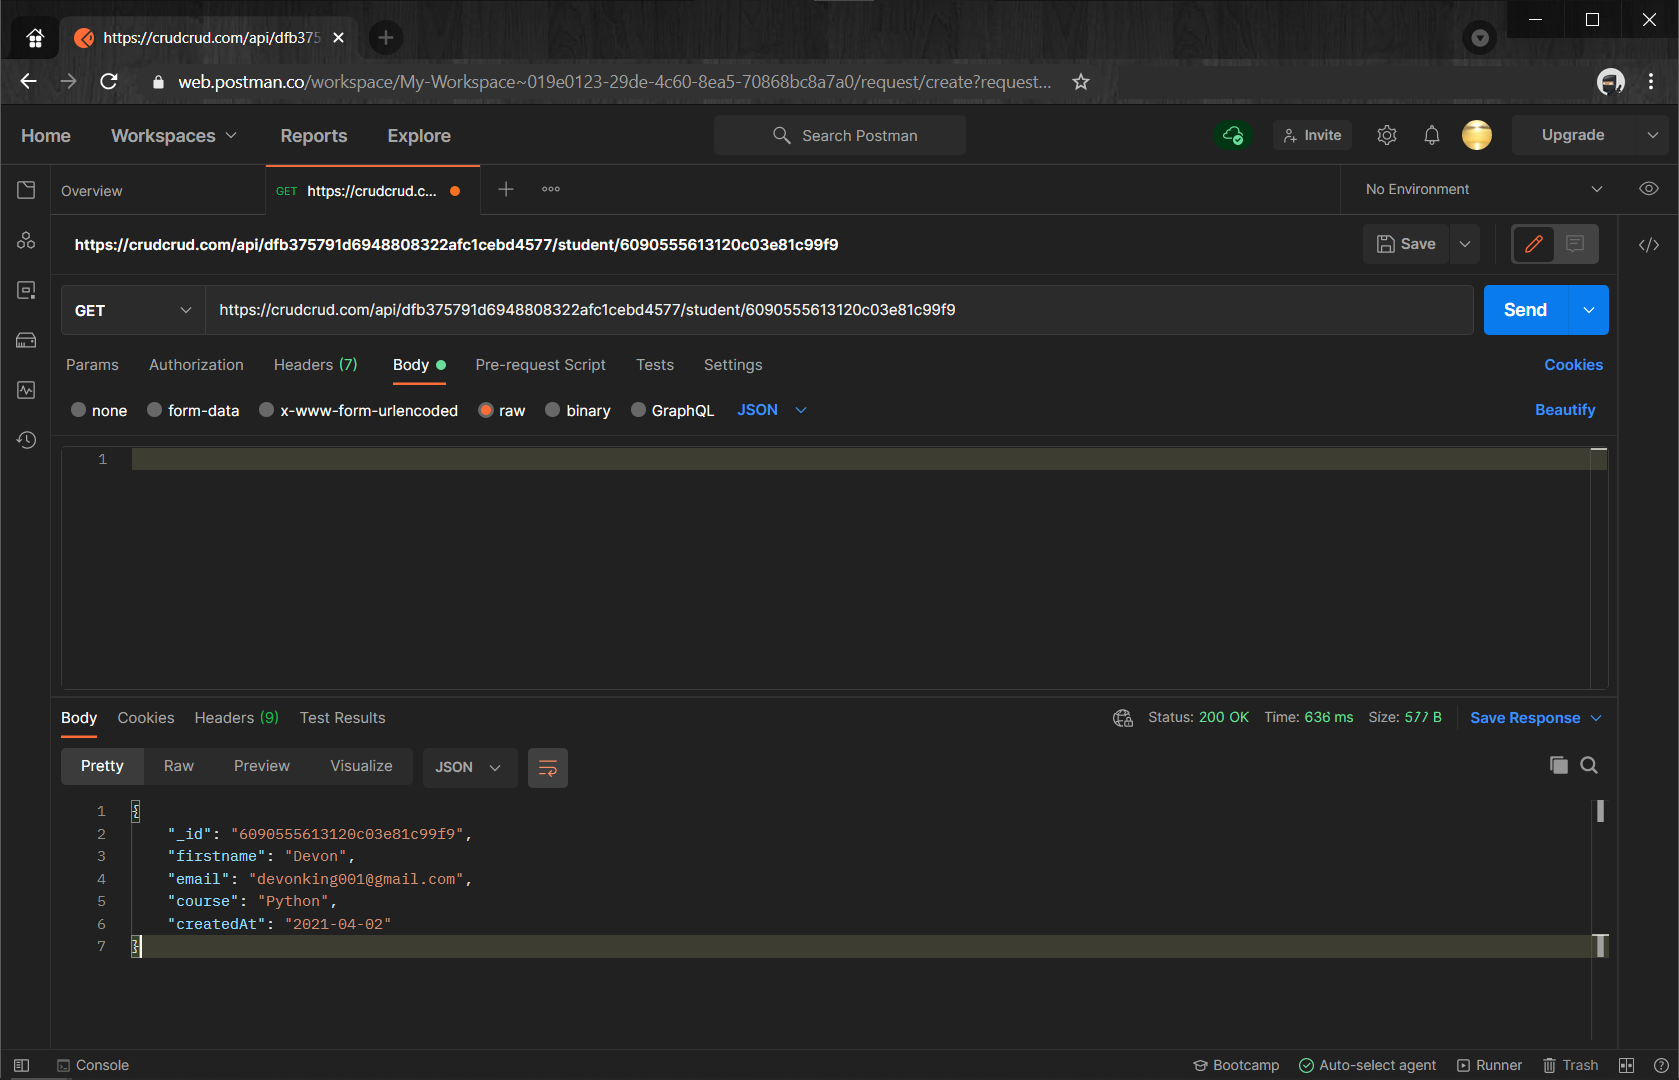 https://crudcrud.com/api/dfb375
web.postman.co/workspace/My-Workspace~019e0123-29de-4c60-8ea5-70868bc8a7a0/request/create?request...
Home Workspaces Reports Explore Search Postman Invite Upgrade
Overview GET https://crudcrud.c... No Environment
https://crudcrud.com/api/dfb375791d6948808322afc1cebd4577/student/6090555613120c03e81c99f9 Save
GET https://crudcrud.com/api/dfb375791d6948808322afc1cebd4577/student/6090555613120c03e81c99f9 Send
Params Authorization Headers (7) Body Pre-request Script Tests Settings Cookies
none form-data x-www-form-urlencoded raw binary GraphQL JSON Beautify
1
Body Cookies Headers (9) Test Results Status: 200 OK Time: 636 ms Size: 577 B Save Response
Pretty Raw Preview Visualize JSON
1 {
2 "_id": "6090555613120c03e81c99f9",
3 "firstname": "Devon",
4 "email": "devonking001@gmail.com",
5 "course": "Python",
6 "createdAt": "2021-04-02"
7 }
Console Bootcamp Auto-select agent Runner Trash